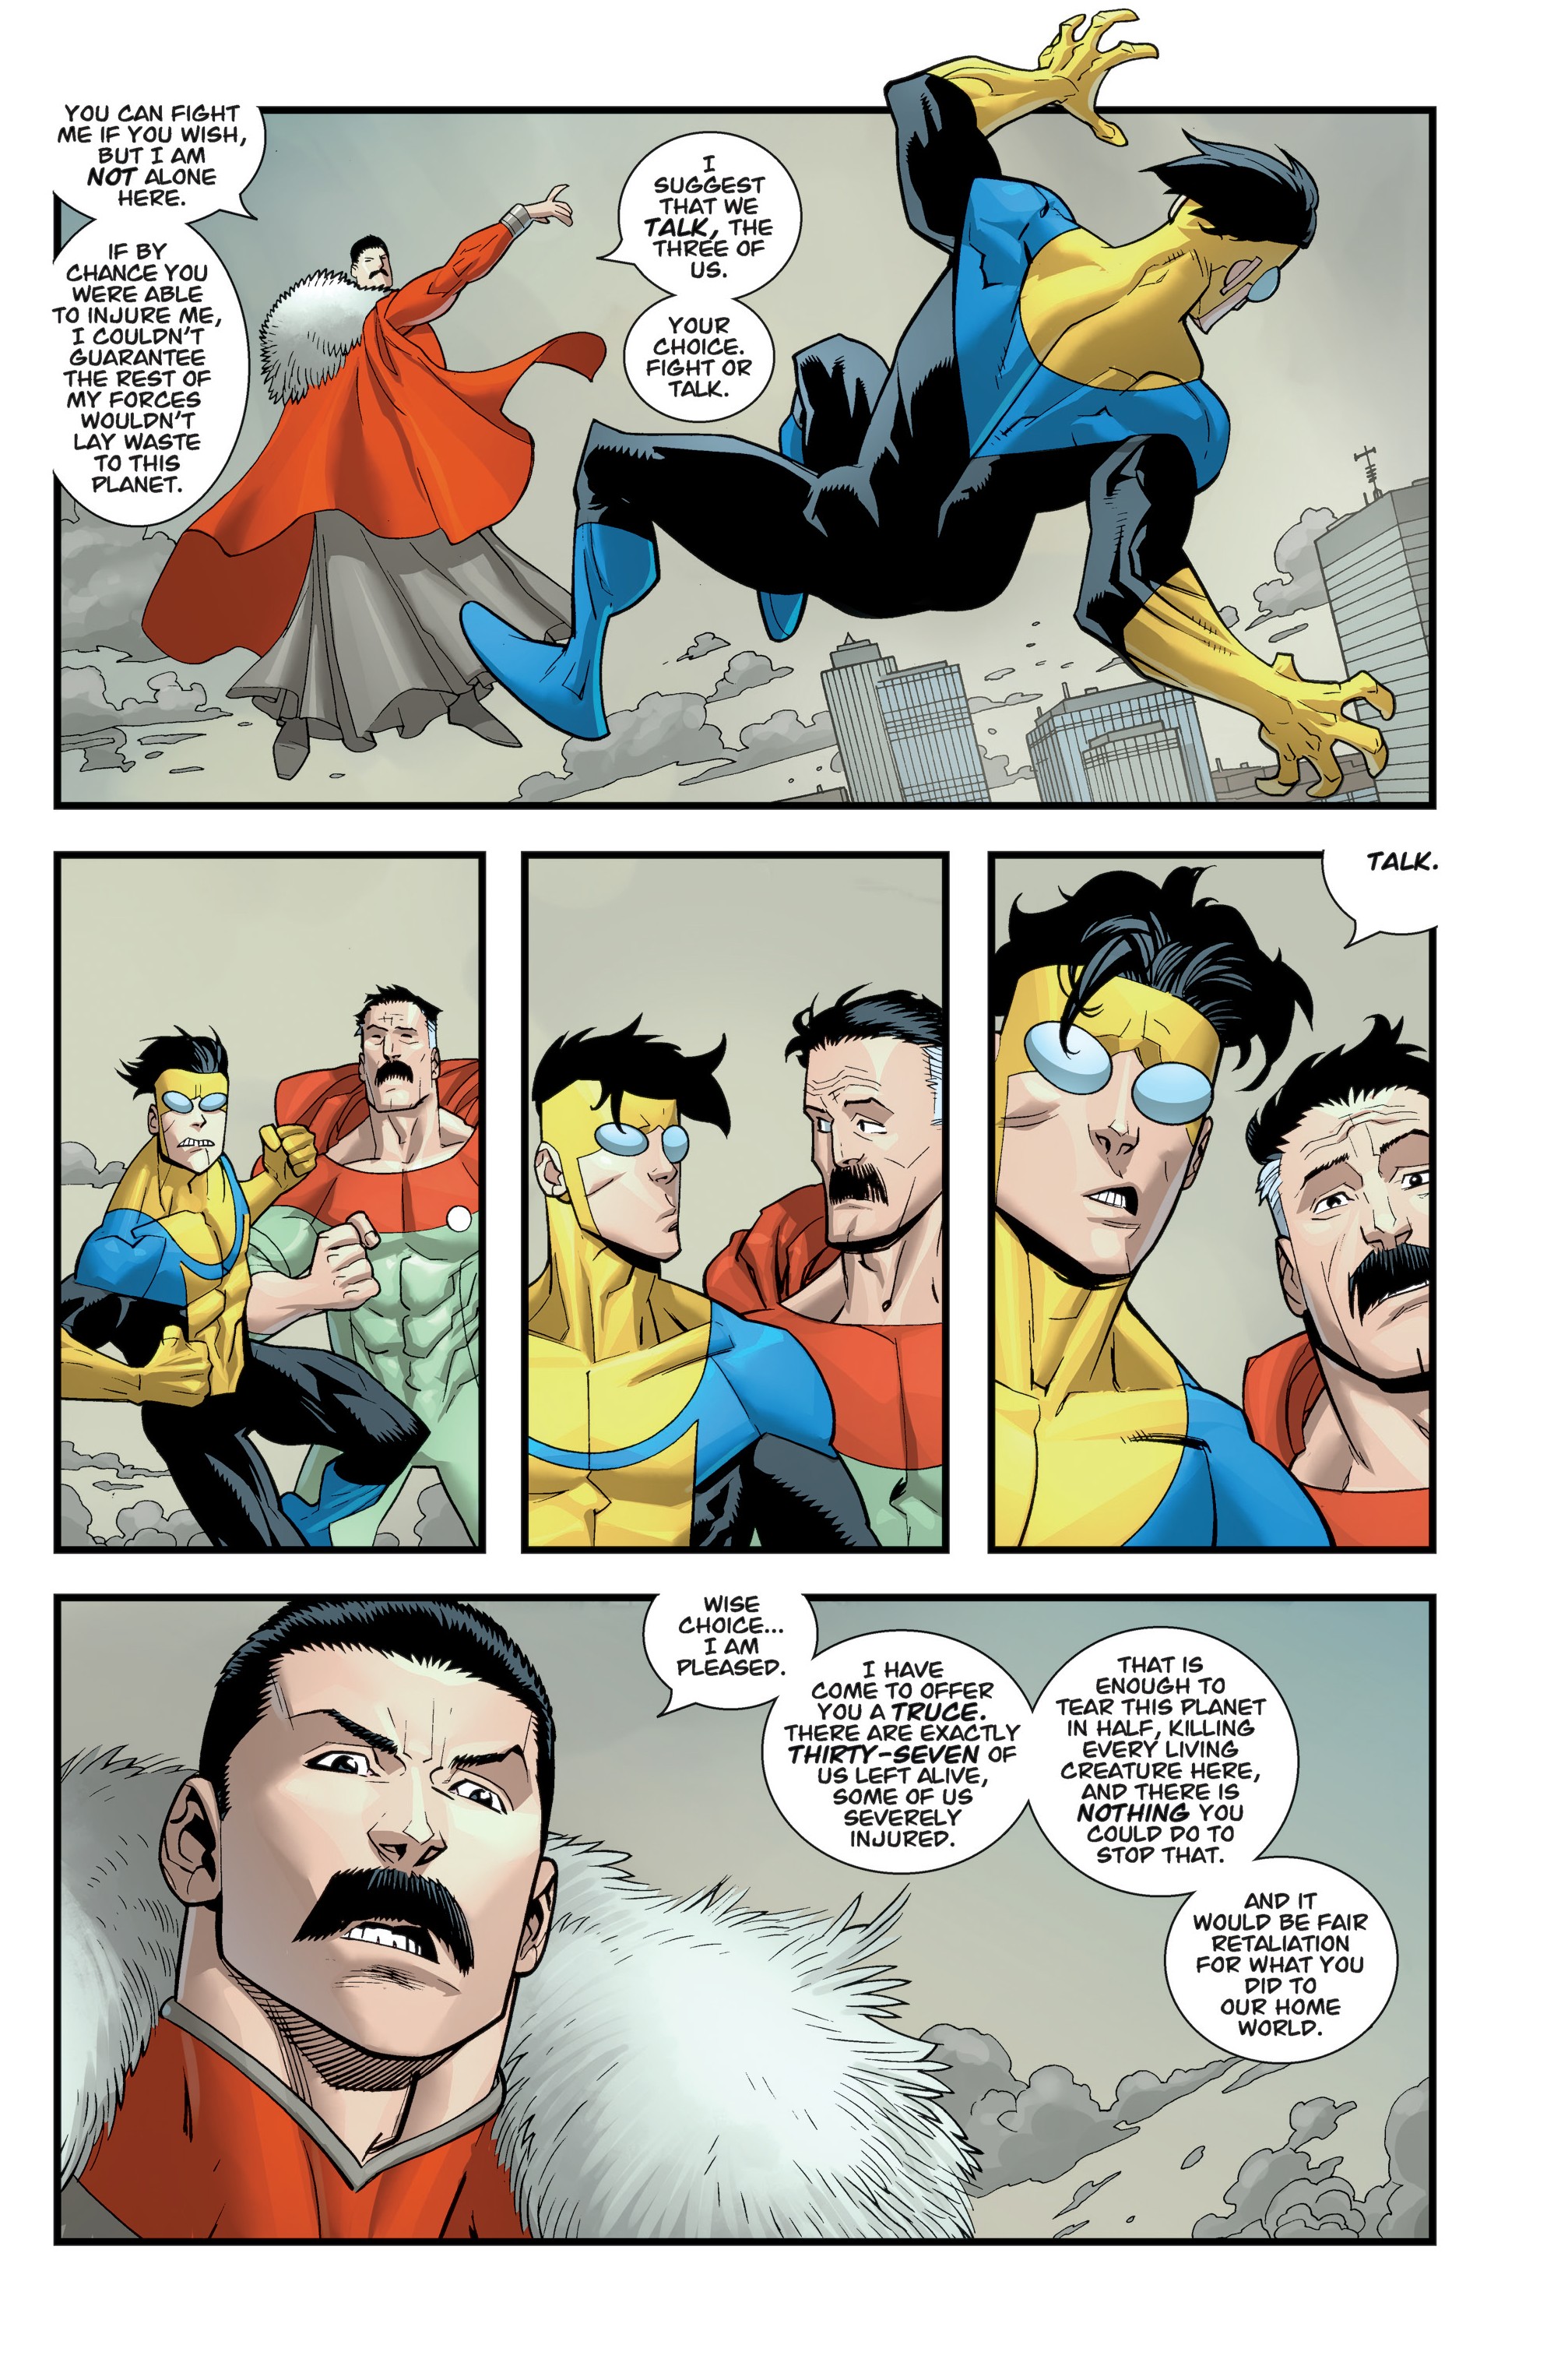 YOU CAN FIGHT
ME IF YOU WISH,
BUT I AM
NOT ALONE
HERE.
IF BY
CHANCE YOU
WERE ABLE
TO INJURE ME,
I COULDN'T
GUARANTEE
THE REST OF
MY FORCES
WOULDN'T
LAY WASTE
TO THIS
PLANET.
I
SUGGEST
THAT WE
TALK, THE
THREE OF
US.
YOUR
CHOICE.
FIGHT OR
TALK.
TALK.
WISE
CHOICE...
I AM
PLEASED.
I HAVE
COME TO OFFER
YOU A TRUCE.
THERE ARE EXACTLY
THIRTY-SEVEN OF
US LEFT ALIVE,
SOME OF US
SEVERELY
INJURED.
THAT IS
ENOUGH TO
TEAR THIS PLANET
IN HALF, KILLING
EVERY LIVING
CREATURE HERE,
AND THERE IS
NOTHING YOU
COULD DO TO
STOP THAT.
AND IT
WOULD BE FAIR
RETALIATION
FOR WHAT YOU
DID TO
OUR HOME
WORLD.